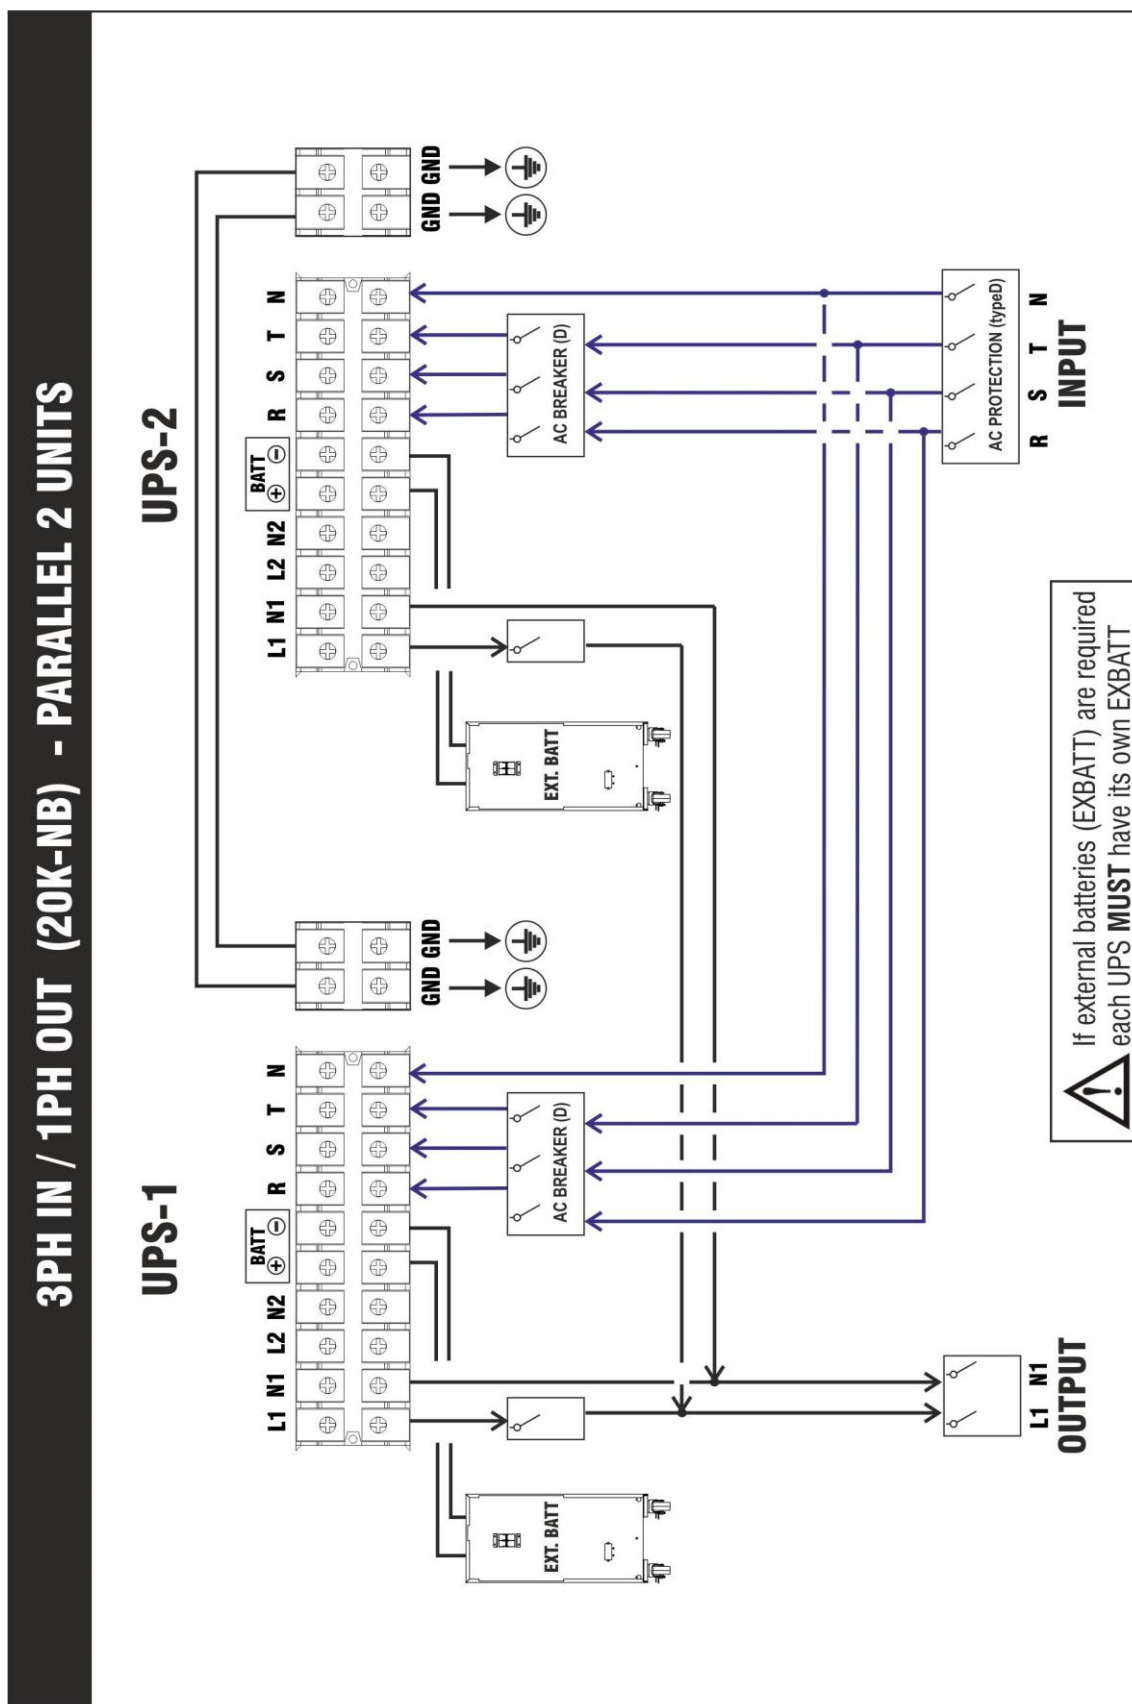 3PH IN / 1PH OUT (20K-NB) - PARALLEL 2 UNITS
UPS-1
UPS-2
L1 N1 L2 N2 BATT + - R S T N
GND GND
L1 N1 L2 N2 BATT + - R S T N
GND GND
EXT. BATT
AC BREAKER (D)
EXT. BATT
AC BREAKER (D)
AC PROTECTION (typeD)
L1 N1
OUTPUT
R S T N
INPUT
If external batteries (EXBATT) are required
each UPS MUST have its own EXBATT